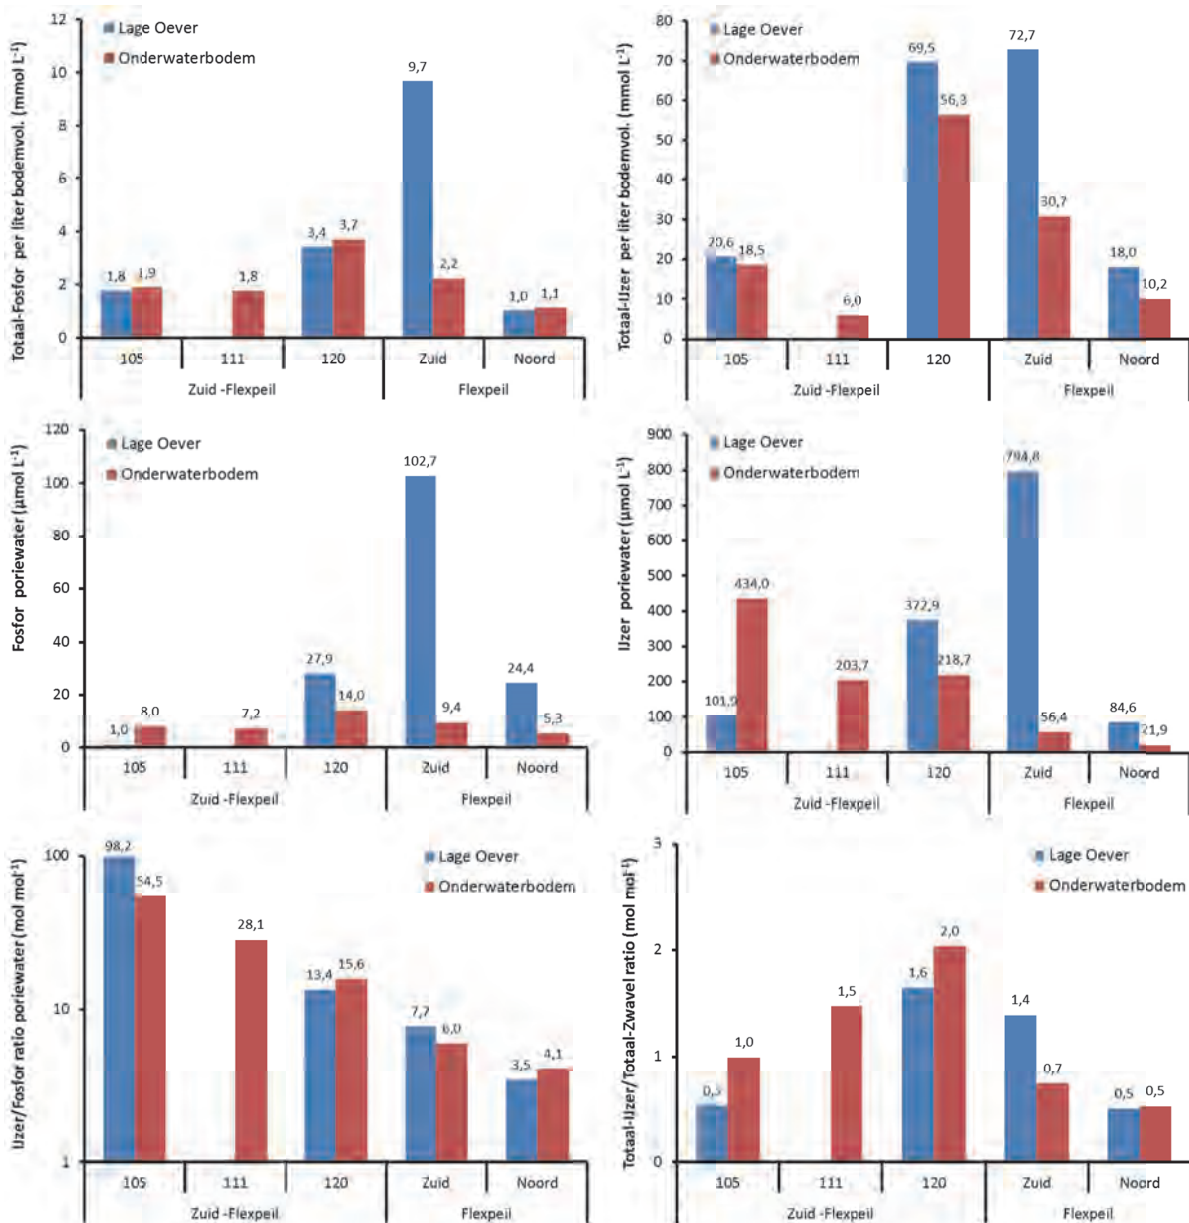 Totaal-Fosfor per liter bodemvol. (mmol L⁻¹)
12
10
8
6
4
2
0
Lage Oever
Onderwaterbodem
1,8
1,9
1,8
3,4
3,7
9,7
2,2
1,0
1,1
105
111
120
Zuid
Noord
Zuid -Flexpeil
Flexpeil
Totaal-IJzer per liter bodemvol. (mmol L⁻¹)
80
70
60
50
40
30
20
10
0
Lage Oever
Onderwaterbodem
20,6
18,5
6,0
69,5
56,3
72,7
30,7
18,0
10,2
105
111
120
Zuid
Noord
Zuid -Flexpeil
Flexpeil
Fosfor poriewater (µmol L⁻¹)
120
100
80
60
40
20
0
Lage Oever
Onderwaterbodem
1,0
8,0
7,2
27,9
14,0
102,7
9,4
24,4
5,3
105
111
120
Zuid
Noord
Zuid -Flexpeil
Flexpeil
IJzer poriewater (µmol L⁻¹)
900
800
700
600
500
400
300
200
100
0
Lage Oever
Onderwaterbodem
101,9
434,0
203,7
372,9
218,7
794,8
56,4
84,6
21,9
105
111
120
Zuid
Noord
Zuid -Flexpeil
Flexpeil
IJzer/Fosfor ratio poriewater (mol mol⁻¹)
100
10
1
Lage Oever
Onderwaterbodem
98,2
54,5
28,1
13,4
15,6
7,7
6,0
3,5
4,1
105
111
120
Zuid
Noord
Zuid -Flexpeil
Flexpeil
Totaal-IJzer/Totaal-Zwavel ratio (mol mol⁻¹)
3
2
1
0
Lage Oever
Onderwaterbodem
0,5
1,0
1,5
1,6
2,0
1,4
0,7
0,5
0,5
105
111
120
Zuid
Noord
Zuid -Flexpeil
Flexpeil